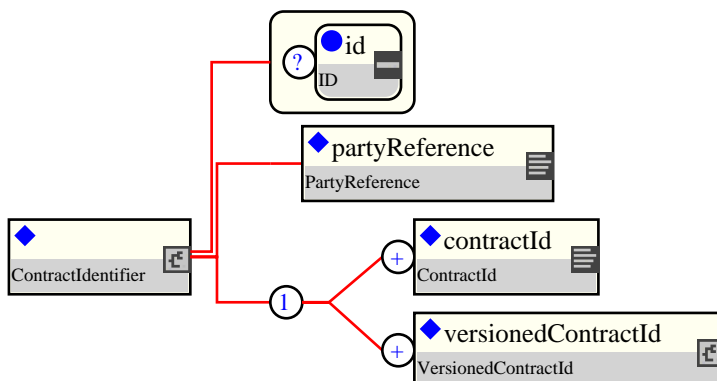 id
?
ID
partyReference
PartyReference
ContractIdentifier
contractId
+
ContractId
1
versionedContractId
+
VersionedContractId